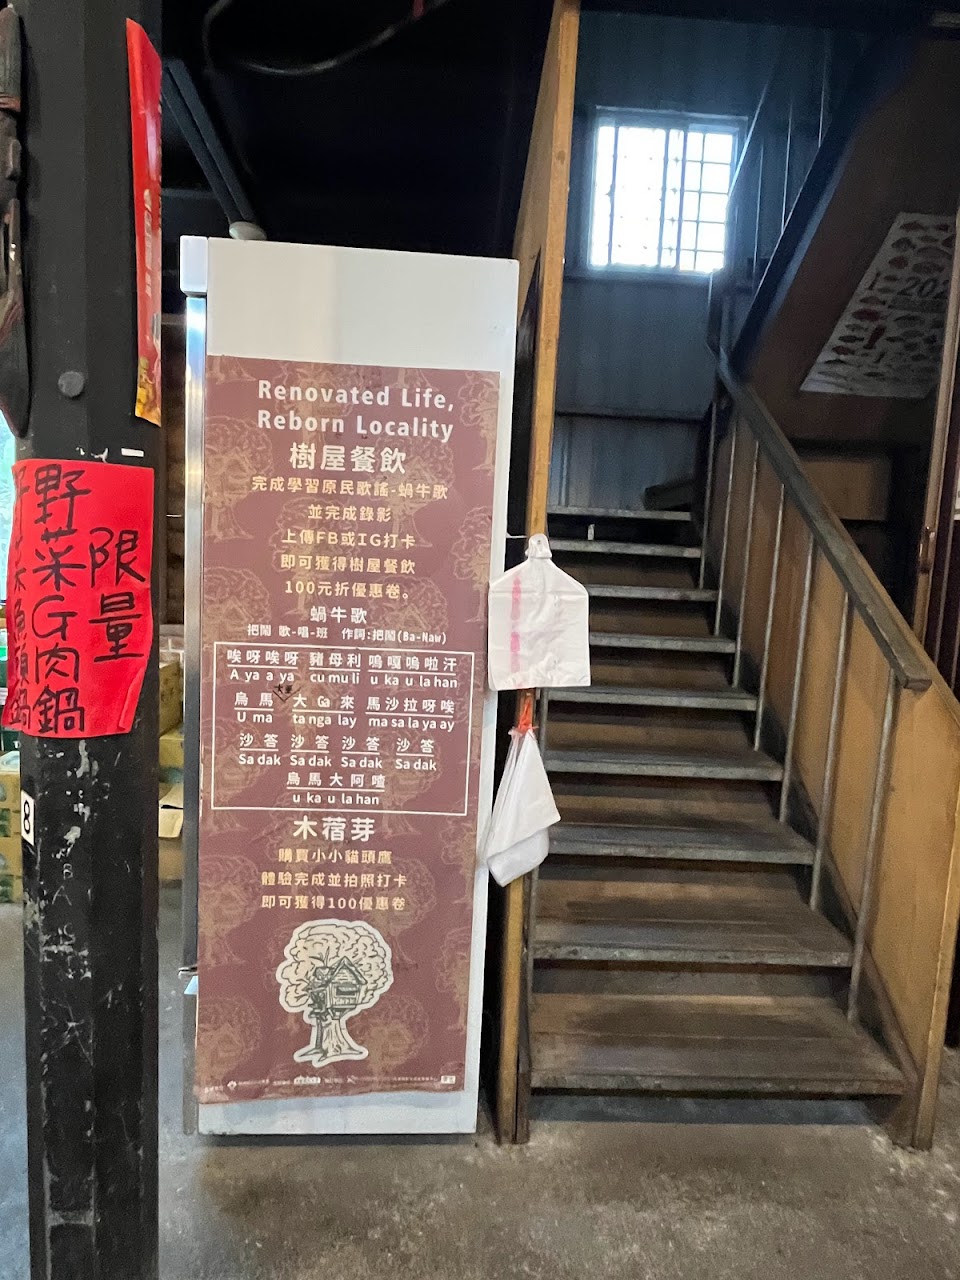 限量
野菜G肉鍋
8
Renovated Life,
Reborn Locality
樹屋餐飲
完成學習原民歌謠-蝸牛歌
並完成錄影
上傳FB或IG打卡
即可獲得樹屋餐飲
100元折優惠卷。
蝸牛歌
把鬧 歌-唱-班 作詞:把鬧(Ba-Naw)
唉呀唉呀 豬母利 嗚嘎嗚啦汗
A ya a ya cu mu li u ka u la han
烏馬 大 Ga 來 馬沙拉呀唉
U ma ta nga lay ma sa la ya ay
沙答 沙答 沙答 沙答
Sa dak Sa dak Sa dak Sa dak
烏馬大阿喳
u ka u la han
木蓿芽
購買小小貓頭鷹
體驗完成並拍照打卡
即可獲得100優惠卷
202